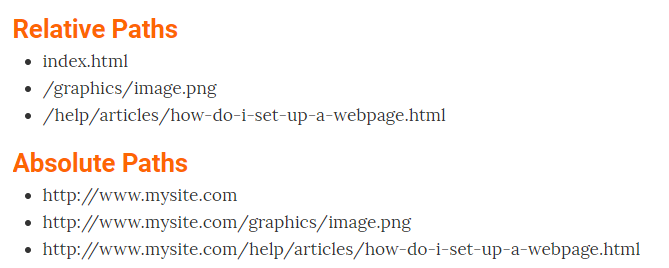 Relative Paths
index.html
/graphics/image.png
/help/articles/how-do-i-set-up-a-webpage.html
Absolute Paths
http://www.mysite.com
http://www.mysite.com/graphics/image.png
http://www.mysite.com/help/articles/how-do-i-set-up-a-webpage.html